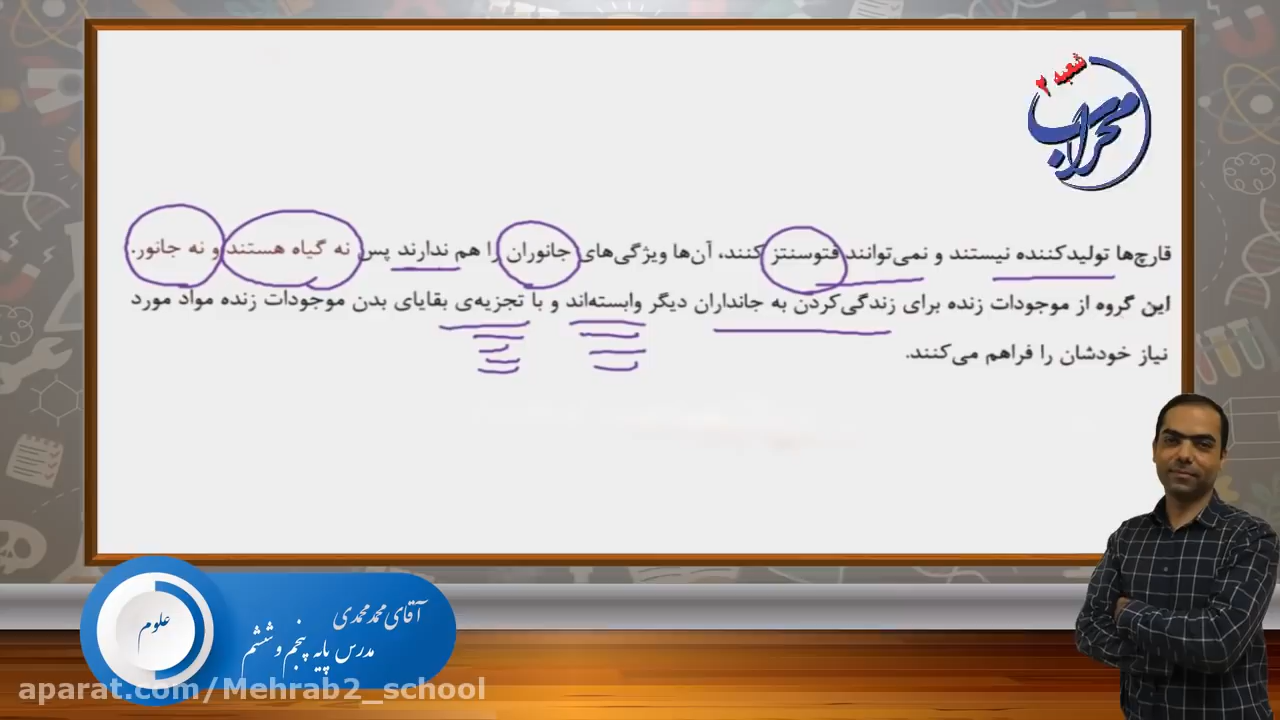 شعبه ۲
محراب
قارچ‌ها تولیدکننده نیستند و نمی‌توانند فتوسنتز کنند، آن‌ها ویژگی‌های جانوران را هم ندارند پس نه گیاه هستند و نه جانور.
این گروه از موجودات زنده برای زندگی‌کردن به جانداران دیگر وابسته‌اند و با تجزیه‌ی بقایای بدن موجودات زنده مواد مورد
نیاز خودشان را فراهم می‌کنند.
آقای محمدمحمدی
علوم
مدرس پایه پنجم و ششم
aparat.com/Mehrab2_school